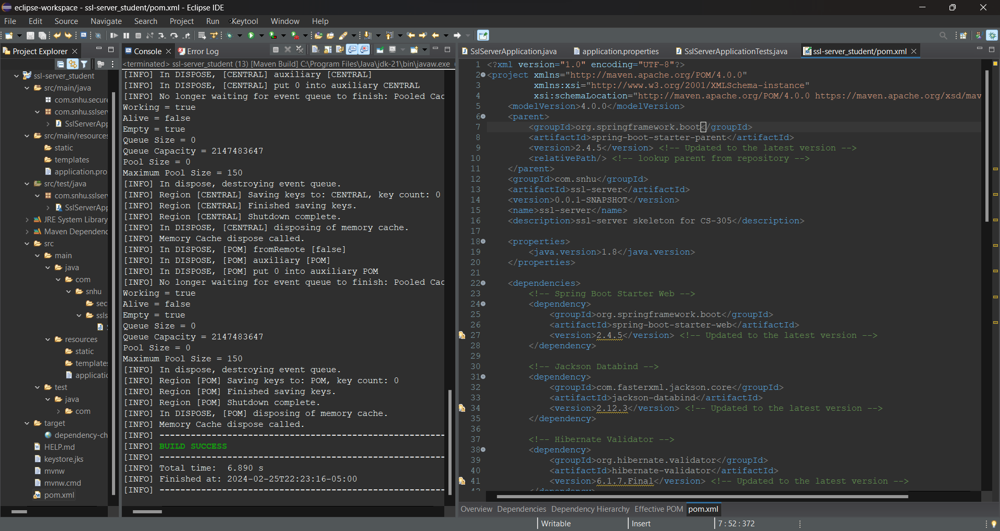 eclipse-workspace - ssl-server_student/pom.xml - Eclipse IDE
File Edit Source Navigate Search Project Run Keytool Window Help
Project Explorer
ssl-server_student
src/main/java
com.snhu.secure
com.snhu.sslser
SslServerApp
src/main/resources
static
templates
application.pro
src/test/java
com.snhu.sslser
SslServerApp
JRE System Library
Maven Dependenc
src
main
java
com
snhu
sec
ssls
resources
static
templates
applicatio
test
java
com
target
dependency-ch
HELP.md
keystore.jks
mvnw
mvnw.cmd
pom.xml
Console Error Log
<terminated> ssl-server_student (13) [Maven Build] C:\Program Files\Java\jdk-21\bin\javaw.exe
[INFO] In DISPOSE, [CENTRAL] auxiliary [CENTRAL]
[INFO] In DISPOSE, [CENTRAL] put 0 into auxiliary CENTRAL
[INFO] No longer waiting for event queue to finish: Pooled Cac
Working = true
Alive = false
Empty = true
Queue Size = 0
Queue Capacity = 2147483647
Pool Size = 0
Maximum Pool Size = 150
[INFO] In dispose, destroying event queue.
[INFO] Region [CENTRAL] Saving keys to: CENTRAL, key count: 0
[INFO] Region [CENTRAL] Finished saving keys.
[INFO] Region [CENTRAL] Shutdown complete.
[INFO] In DISPOSE, [CENTRAL] disposing of memory cache.
[INFO] Memory Cache dispose called.
[INFO] In DISPOSE, [POM] fromRemote [false]
[INFO] In DISPOSE, [POM] auxiliary [POM]
[INFO] In DISPOSE, [POM] put 0 into auxiliary POM
[INFO] No longer waiting for event queue to finish: Pooled Cac
Working = true
Alive = false
Empty = true
Queue Size = 0
Queue Capacity = 2147483647
Pool Size = 0
Maximum Pool Size = 150
[INFO] In dispose, destroying event queue.
[INFO] Region [POM] Saving keys to: POM, key count: 0
[INFO] Region [POM] Finished saving keys.
[INFO] Region [POM] Shutdown complete.
[INFO] In DISPOSE, [POM] disposing of memory cache.
[INFO] Memory Cache dispose called.
[INFO] ------------------------------------------------------
[INFO] BUILD SUCCESS
[INFO] ------------------------------------------------------
[INFO] Total time:  6.890 s
[INFO] Finished at: 2024-02-25T22:23:16-05:00
[INFO] ------------------------------------------------------
SslServerApplication.java application.properties SslServerApplicationTests.java ssl-server_student/pom.xml
1 <?xml version="1.0" encoding="UTF-8"?>
2 <project xmlns="http://maven.apache.org/POM/4.0.0"
3 xmlns:xsi="http://www.w3.org/2001/XMLSchema-instance"
4 xsi:schemaLocation="http://maven.apache.org/POM/4.0.0 https://maven.apache.org/xsd/mav
5 <modelVersion>4.0.0</modelVersion>
6 <parent>
7 <groupId>org.springframework.boot</groupId>
8 <artifactId>spring-boot-starter-parent</artifactId>
9 <version>2.4.5</version> <!-- Updated to the latest version -->
10 <relativePath/> <!-- lookup parent from repository -->
11 </parent>
12 <groupId>com.snhu</groupId>
13 <artifactId>ssl-server</artifactId>
14 <version>0.0.1-SNAPSHOT</version>
15 <name>ssl-server</name>
16 <description>ssl-server skeleton for CS-305</description>
17
18 <properties>
19 <java.version>1.8</java.version>
20 </properties>
21
22 <dependencies>
23 <!-- Spring Boot Starter Web -->
24 <dependency>
25 <groupId>org.springframework.boot</groupId>
26 <artifactId>spring-boot-starter-web</artifactId>
27 <version>2.4.5</version> <!-- Updated to the latest version -->
28 </dependency>
29
30 <!-- Jackson Databind -->
31 <dependency>
32 <groupId>com.fasterxml.jackson.core</groupId>
33 <artifactId>jackson-databind</artifactId>
34 <version>2.12.3</version> <!-- Updated to the latest version -->
35 </dependency>
36
37 <!-- Hibernate Validator -->
38 <dependency>
39 <groupId>org.hibernate.validator</groupId>
40 <artifactId>hibernate-validator</artifactId>
41 <version>6.1.7.Final</version> <!-- Updated to the latest version -->
Overview Dependencies Dependency Hierarchy Effective POM pom.xml
Writable Insert 7 : 52 : 372